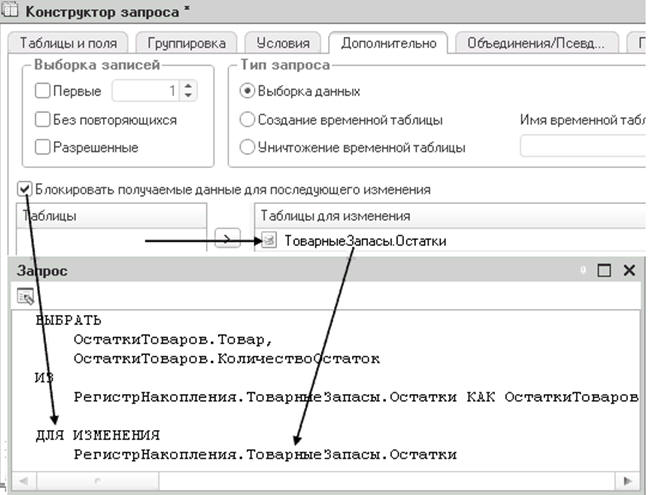 Конструктор запроса *
Таблицы и поля Группировка Условия Дополнительно Объединения/Псевд... Г
Выборка записей Тип запроса
Первые 1 Выборка данных
Без повторяющихся Создание временной таблицы Имя временной табл
Разрешенные Уничтожение временной таблицы
Блокировать получаемые данные для последующего изменения
Таблицы Таблицы для изменения
> ТоварныеЗапасы.Остатки
Запрос
ВЫБРАТЬ
ОстаткиТоваров.Товар,
ОстаткиТоваров.КоличествоОстаток
ИЗ
РегистрНакопления.ТоварныеЗапасы.Остатки КАК ОстаткиТоваров
ДЛЯ ИЗМЕНЕНИЯ
РегистрНакопления.ТоварныеЗапасы.Остатки